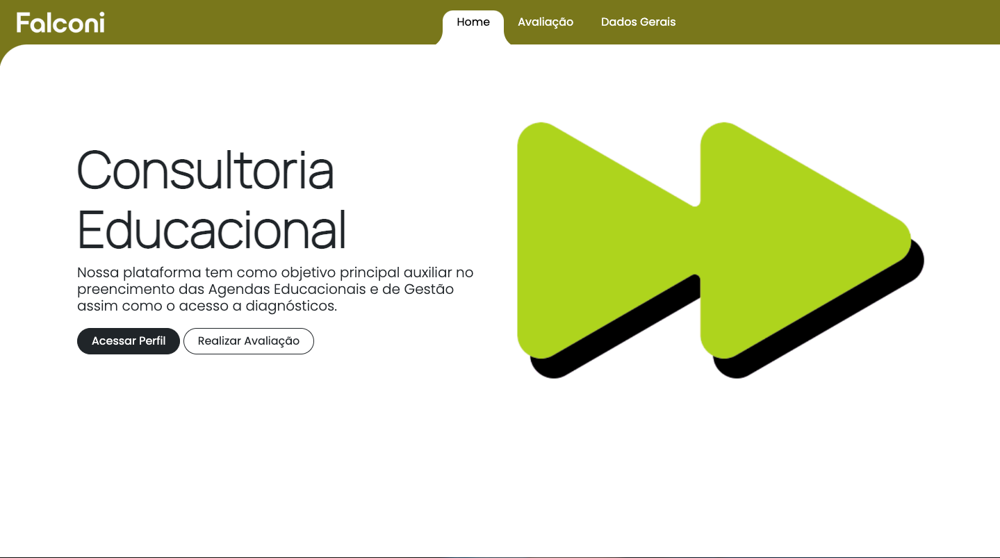 Falconi
Home
Avaliação
Dados Gerais
Consultoria
Educacional
Nossa plataforma tem como objetivo principal auxiliar no
preencimento das Agendas Educacionais e de Gestão
assim como o acesso a diagnósticos.
Acessar Perfil
Realizar Avaliação